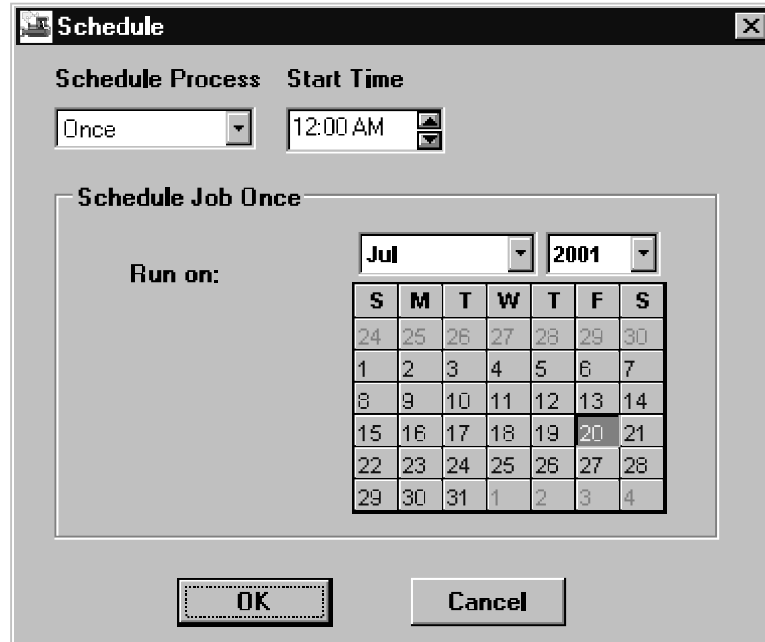 Schedule
Schedule Process Start Time
Once 12:00 AM
Schedule Job Once
Jul 2001
Run on:
S M T W T F S
24 25 26 27 28 29 30
1 2 3 4 5 6 7
8 9 10 11 12 13 14
15 16 17 18 19 20 21
22 23 24 25 26 27 28
29 30 31 1 2 3 4
OK Cancel